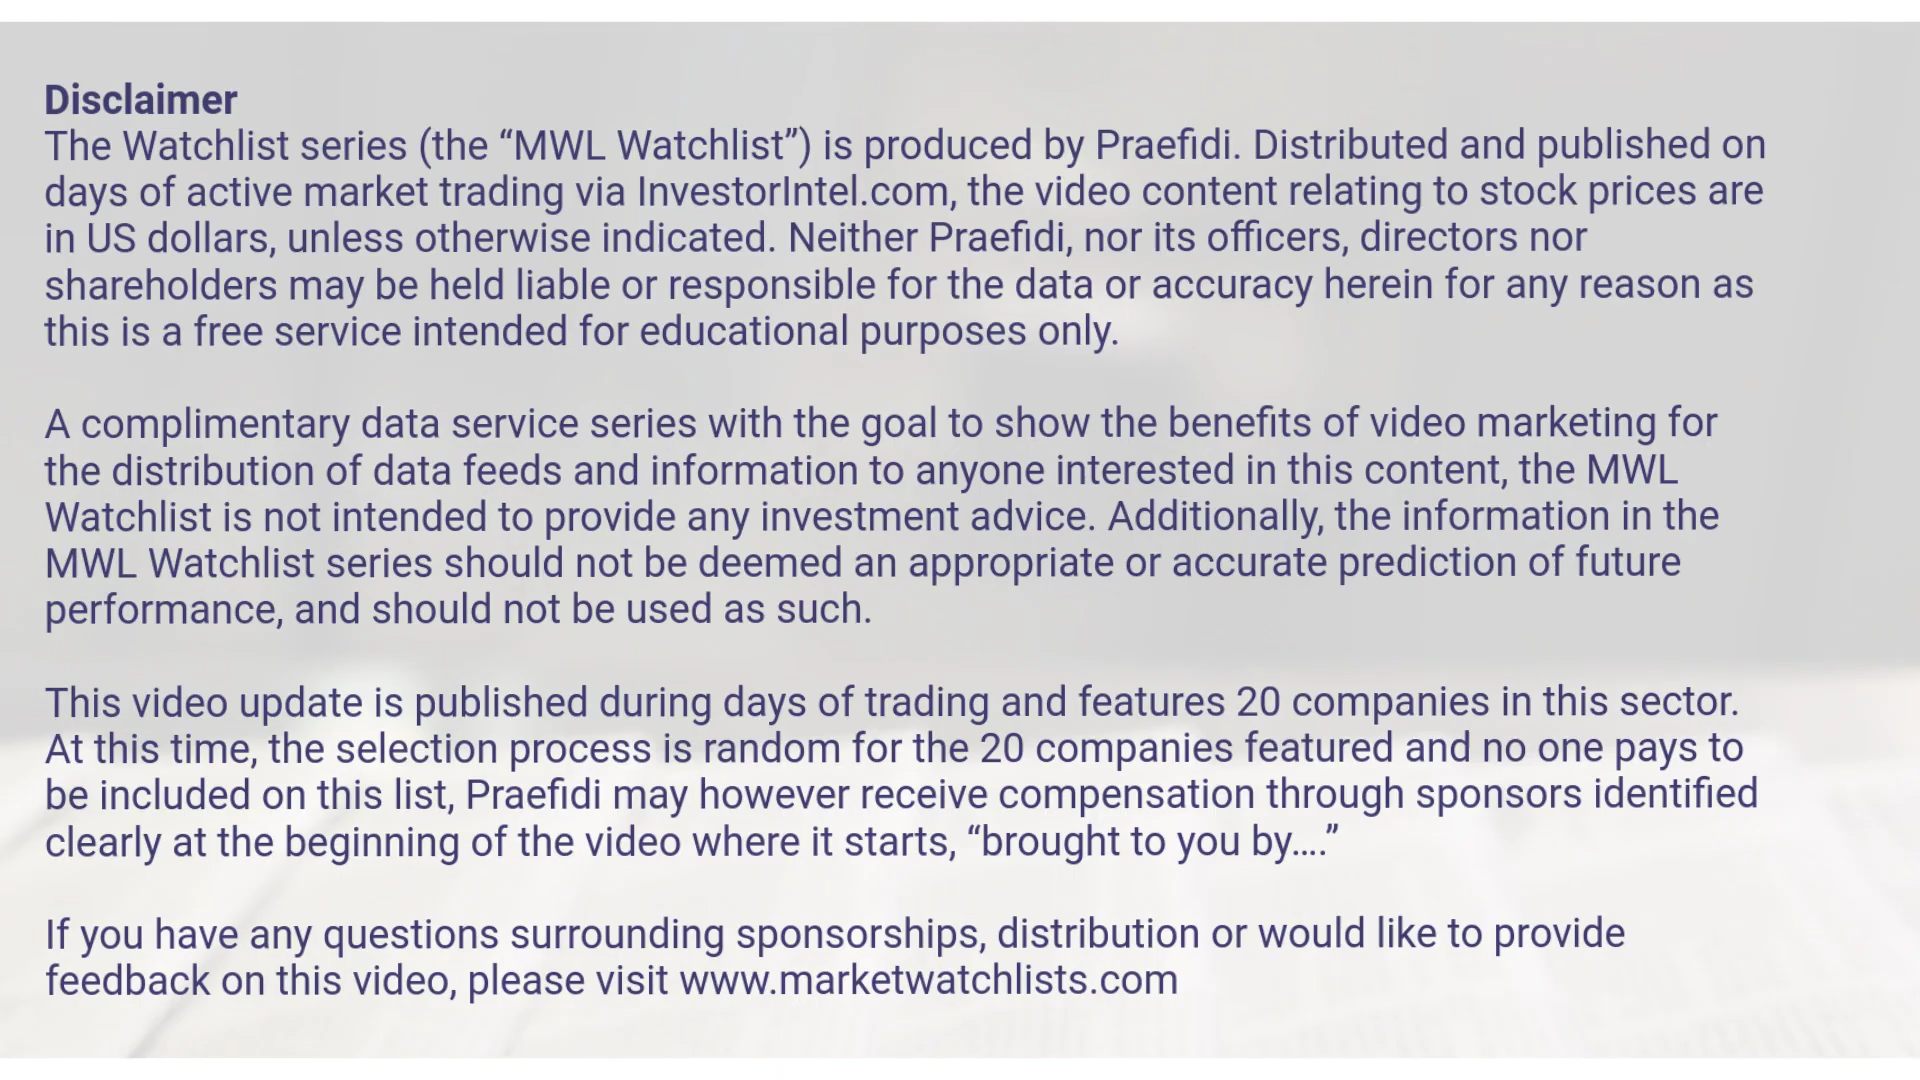 Disclaimer
The Watchlist series (the “MWL Watchlist”) is produced by Praefidi. Distributed and published on
days of active market trading via InvestorIntel.com, the video content relating to stock prices are
in US dollars, unless otherwise indicated. Neither Praefidi, nor its officers, directors nor
shareholders may be held liable or responsible for the data or accuracy herein for any reason as
this is a free service intended for educational purposes only.
A complimentary data service series with the goal to show the benefits of video marketing for
the distribution of data feeds and information to anyone interested in this content, the MWL
Watchlist is not intended to provide any investment advice. Additionally, the information in the
MWL Watchlist series should not be deemed an appropriate or accurate prediction of future
performance, and should not be used as such.
This video update is published during days of trading and features 20 companies in this sector.
At this time, the selection process is random for the 20 companies featured and no one pays to
be included on this list, Praefidi may however receive compensation through sponsors identified
clearly at the beginning of the video where it starts, “brought to you by....”
If you have any questions surrounding sponsorships, distribution or would like to provide
feedback on this video, please visit www.marketwatchlists.com